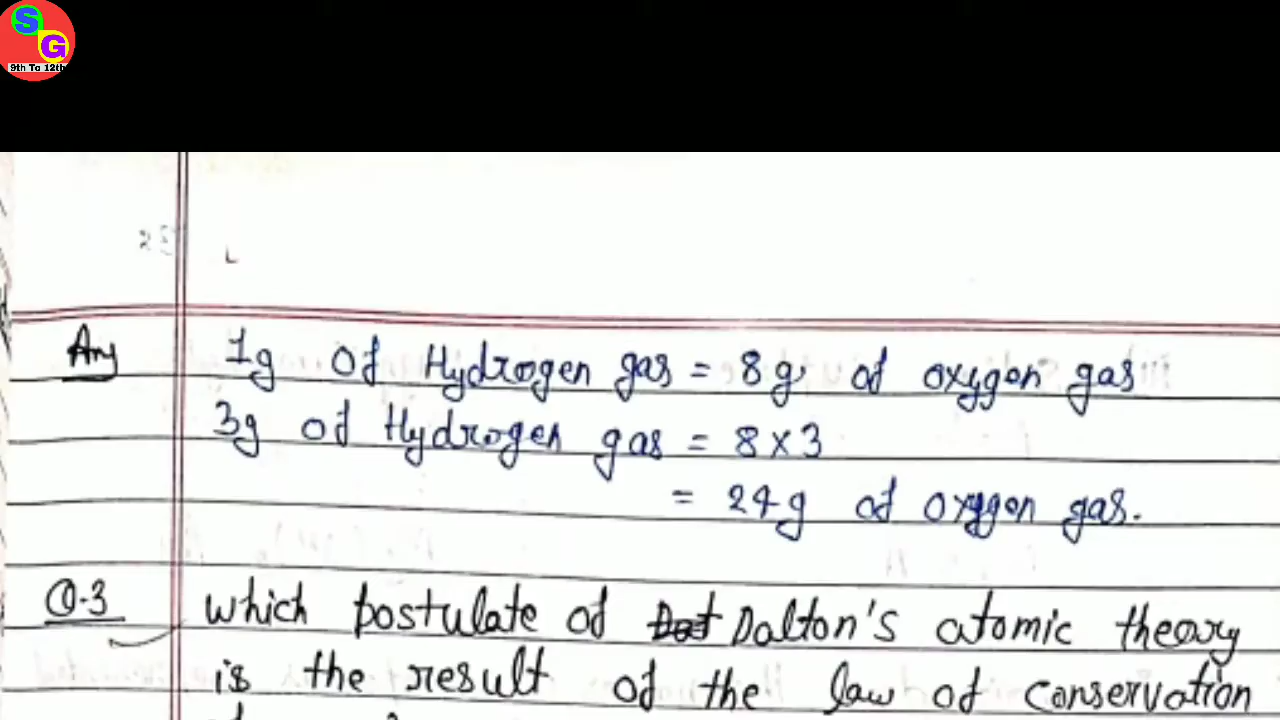 SG
9th To 12th
Ans 1g of Hydrogen gas = 8g of oxygen gas
3g of Hydrogen gas = 8 x 3
= 24g of oxygen gas.
Q.3 which postulate of Dalton's atomic theory
is the result of the law of conservation